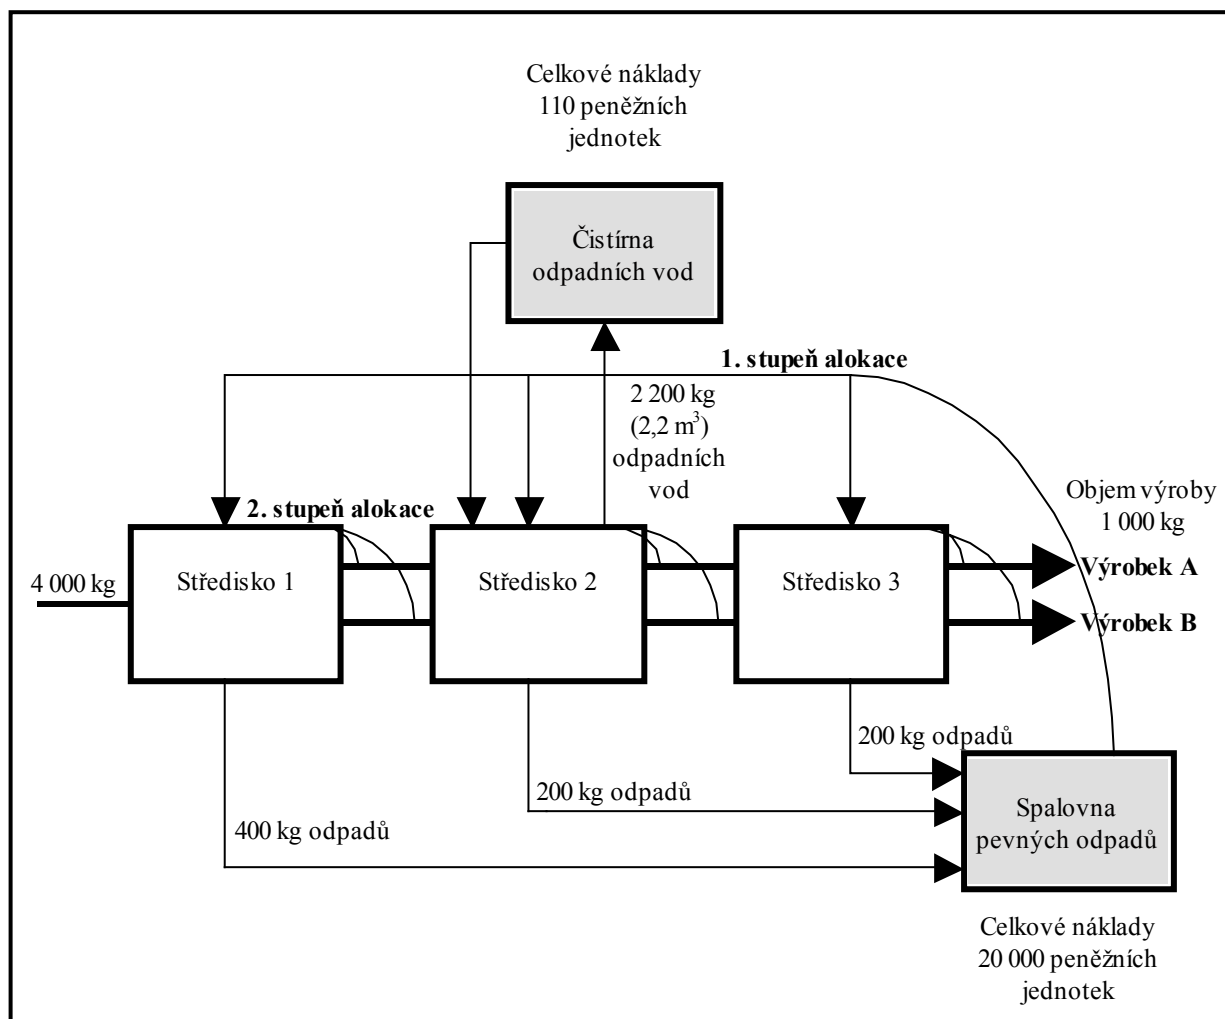 Celkové náklady
110 peněžních
jednotek
Čistírna
odpadních vod
1. stupeň alokace
2 200 kg
(2,2 m³)
odpadních
vod
2. stupeň alokace
Objem výroby
1 000 kg
4 000 kg
Středisko 1
Středisko 2
Středisko 3
Výrobek A
Výrobek B
200 kg odpadů
200 kg odpadů
400 kg odpadů
Spalovna
pevných odpadů
Celkové náklady
20 000 peněžních
jednotek